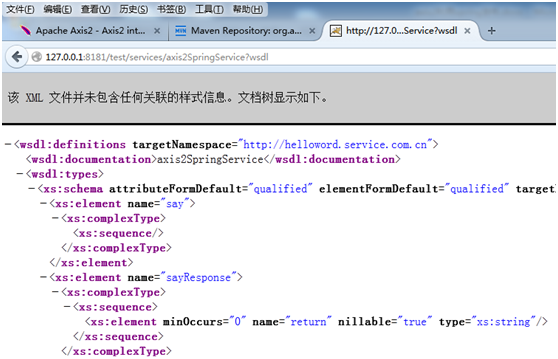 文件(F) 编辑(E) 查看(V) 历史(S) 书签(B) 工具(T) 帮助(H)
Apache Axis2 - Axis2 int... × Maven Repository: org.a... × http://127.0...Service?wsdl × +
127.0.0.1:8181/test/services/axis2SpringService?wsdl
该 XML 文件并未包含任何关联的样式信息。文档树显示如下。
−<wsdl:definitions targetNamespace="http://helloword.service.com.cn">
<wsdl:documentation>axis2SpringService</wsdl:documentation>
−<wsdl:types>
−<xs:schema attributeFormDefault="qualified" elementFormDefault="qualified" target
−<xs:element name="say">
−<xs:complexType>
<xs:sequence/>
</xs:complexType>
</xs:element>
−<xs:element name="sayResponse">
−<xs:complexType>
−<xs:sequence>
<xs:element minOccurs="0" name="return" nillable="true" type="xs:string"/>
</xs:sequence>
</xs:complexType>